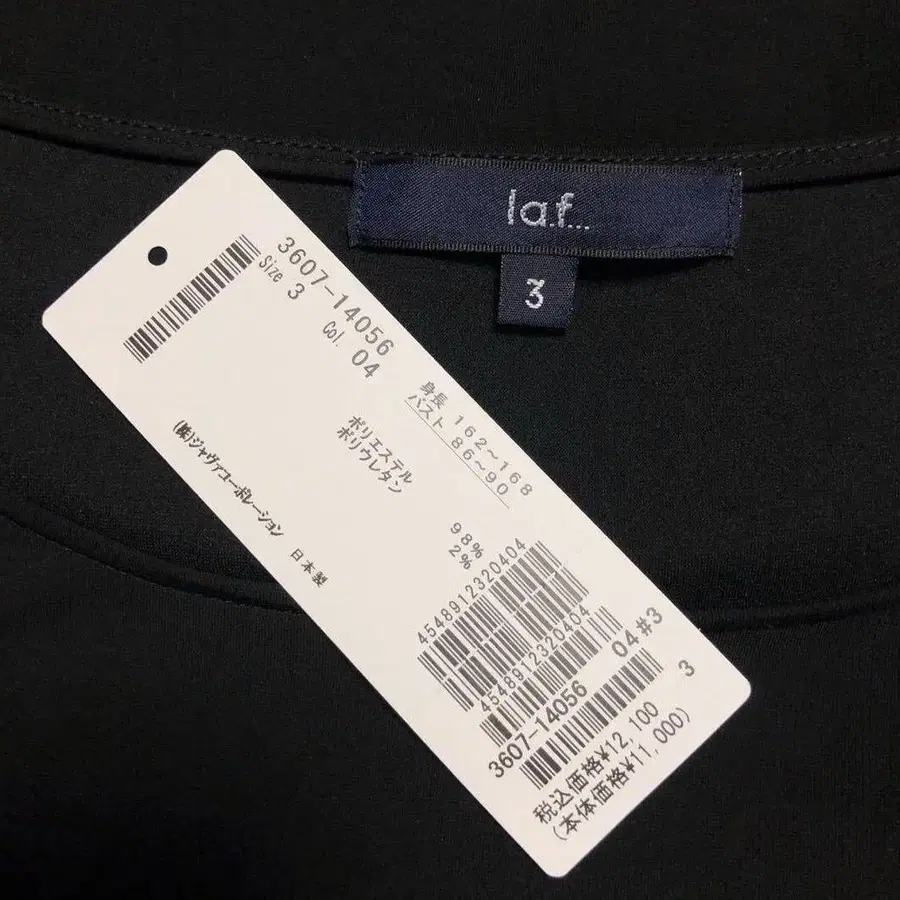 la.f...
3
3607-14056
Size 3 Col. 04
身長 162~168
バスト 86~90
ポリエステル 98%
ポリウレタン 2%
(株)ジャヴァコーポレーション 日本製
4548912320404
4548912320404
04#3
3607-14056 3
税込価格¥12,100
(本体価格¥11,000)